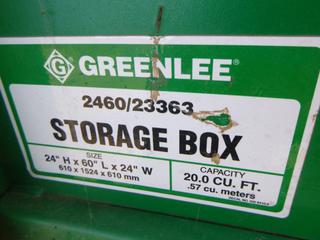 GREENLEE®
2460/23363
STORAGE BOX
SIZE
24" H x 60" L x 24" W
610 x 1524 x 610 mm
CAPACITY
20.0 CU. FT.
.57 cu. meters